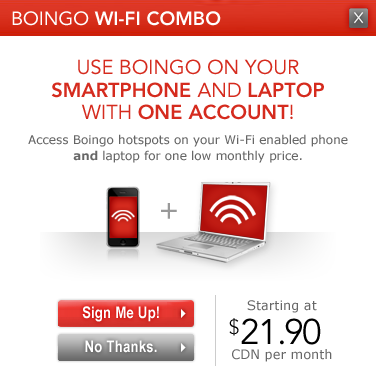 BOINGO WI-FI COMBO
X
USE BOINGO ON YOUR
SMARTPHONE AND LAPTOP
WITH ONE ACCOUNT!
Access Boingo hotspots on your Wi-Fi enabled phone
and laptop for one low monthly price.
+
Sign Me Up!
No Thanks.
Starting at
$21.90
CDN per month